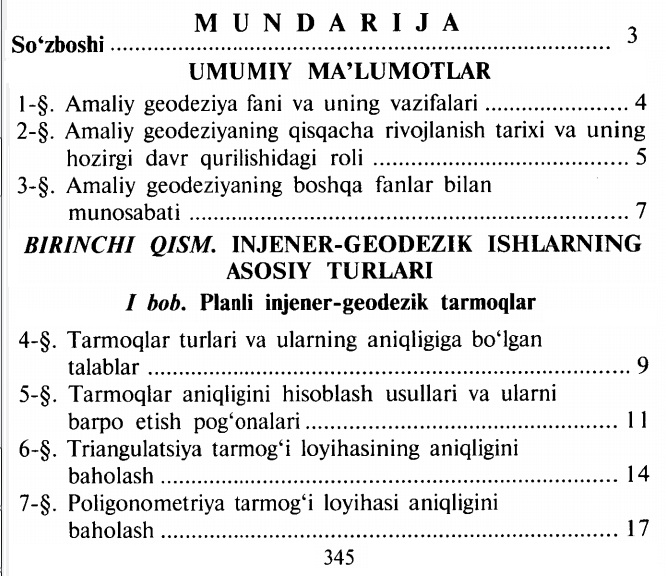 MUNDARIJA
So‘zboshi ........................................................................... 3
UMUMIY MA’LUMOTLAR
1-§. Amaliy geodeziya fani va uning vazifalari ...................... 4
2-§. Amaliy geodeziyaning qisqacha rivojlanish tarixi va uning
hozirgi davr qurilishidagi roli ....................................... 5
3-§. Amaliy geodeziyaning boshqa fanlar bilan
munosabati ................................................................... 7
BIRINCHI QISM. INJENER-GEODEZIK ISHLARNING
ASOSIY TURLARI
I bob. Planli injener-geodezik tarmoqlar
4-§. Tarmoqlar turlari va ularning aniqligiga bo‘lgan
talablar ......................................................................... 9
5-§. Tarmoqlar aniqligini hisoblash usullari va ularni
barpo etish pog‘onalari ................................................ 11
6-§. Triangulatsiya tarmog‘i loyihasining aniqligini
baholash ...................................................................... 14
7-§. Poligonometriya tarmog‘i loyihasi aniqligini
baholash ...................................................................... 17
345